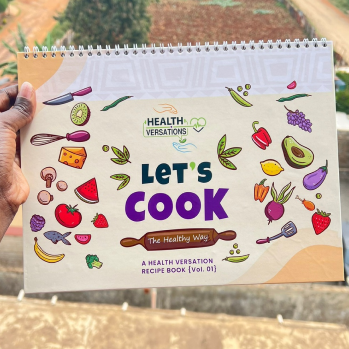 HEALTH
VERSATIONS
LET'S
COOK
The Healthy Way
A HEALTH VERSATION
RECIPE BOOK {Vol. 01}